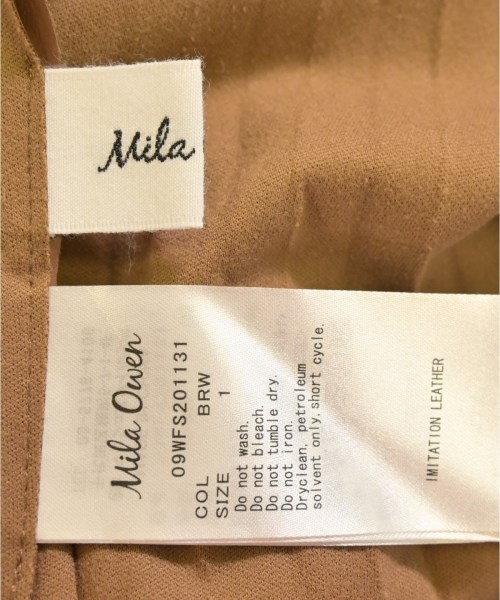 Mila
Mila Owen
09WFS201131
COL BRW
SIZE 1
Do not wash.
Do not bleach.
Do not tumble dry.
Do not iron.
Dryclean, petroleum
solvent only, short cycle.
IMITATION LEATHER